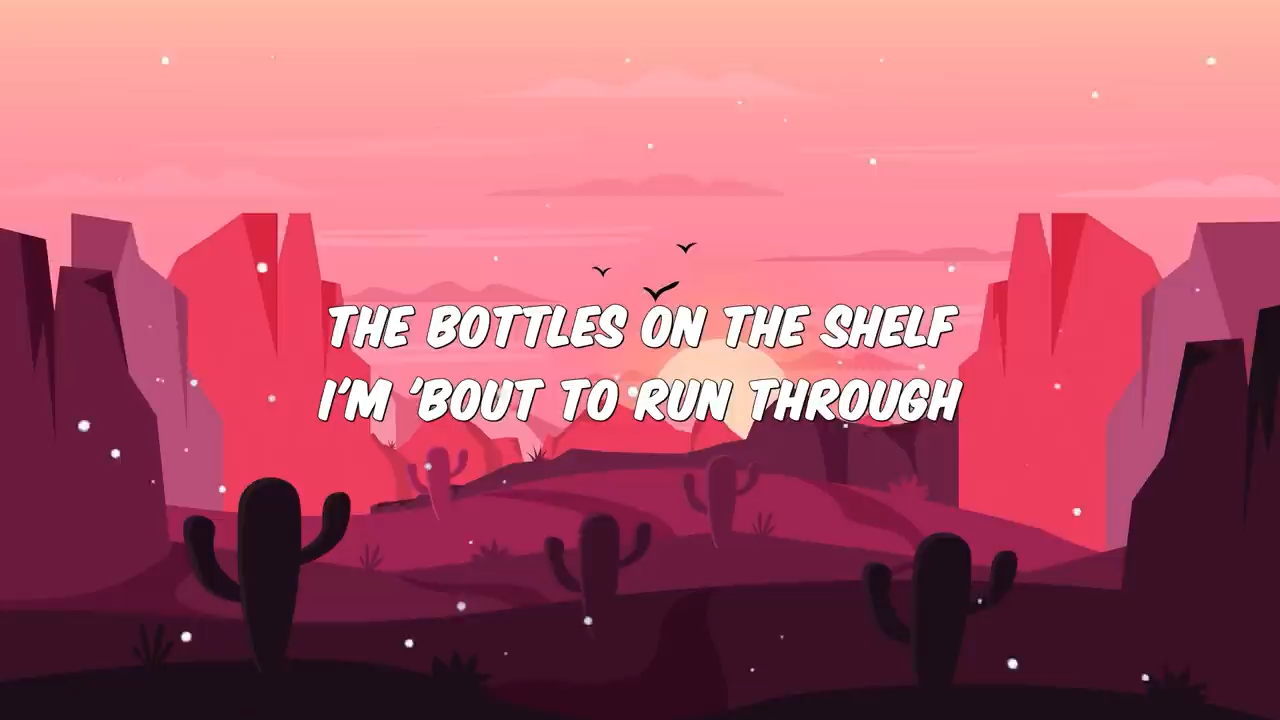 THE BOTTLES ON THE SHELF
I'M 'BOUT TO RUN THROUGH